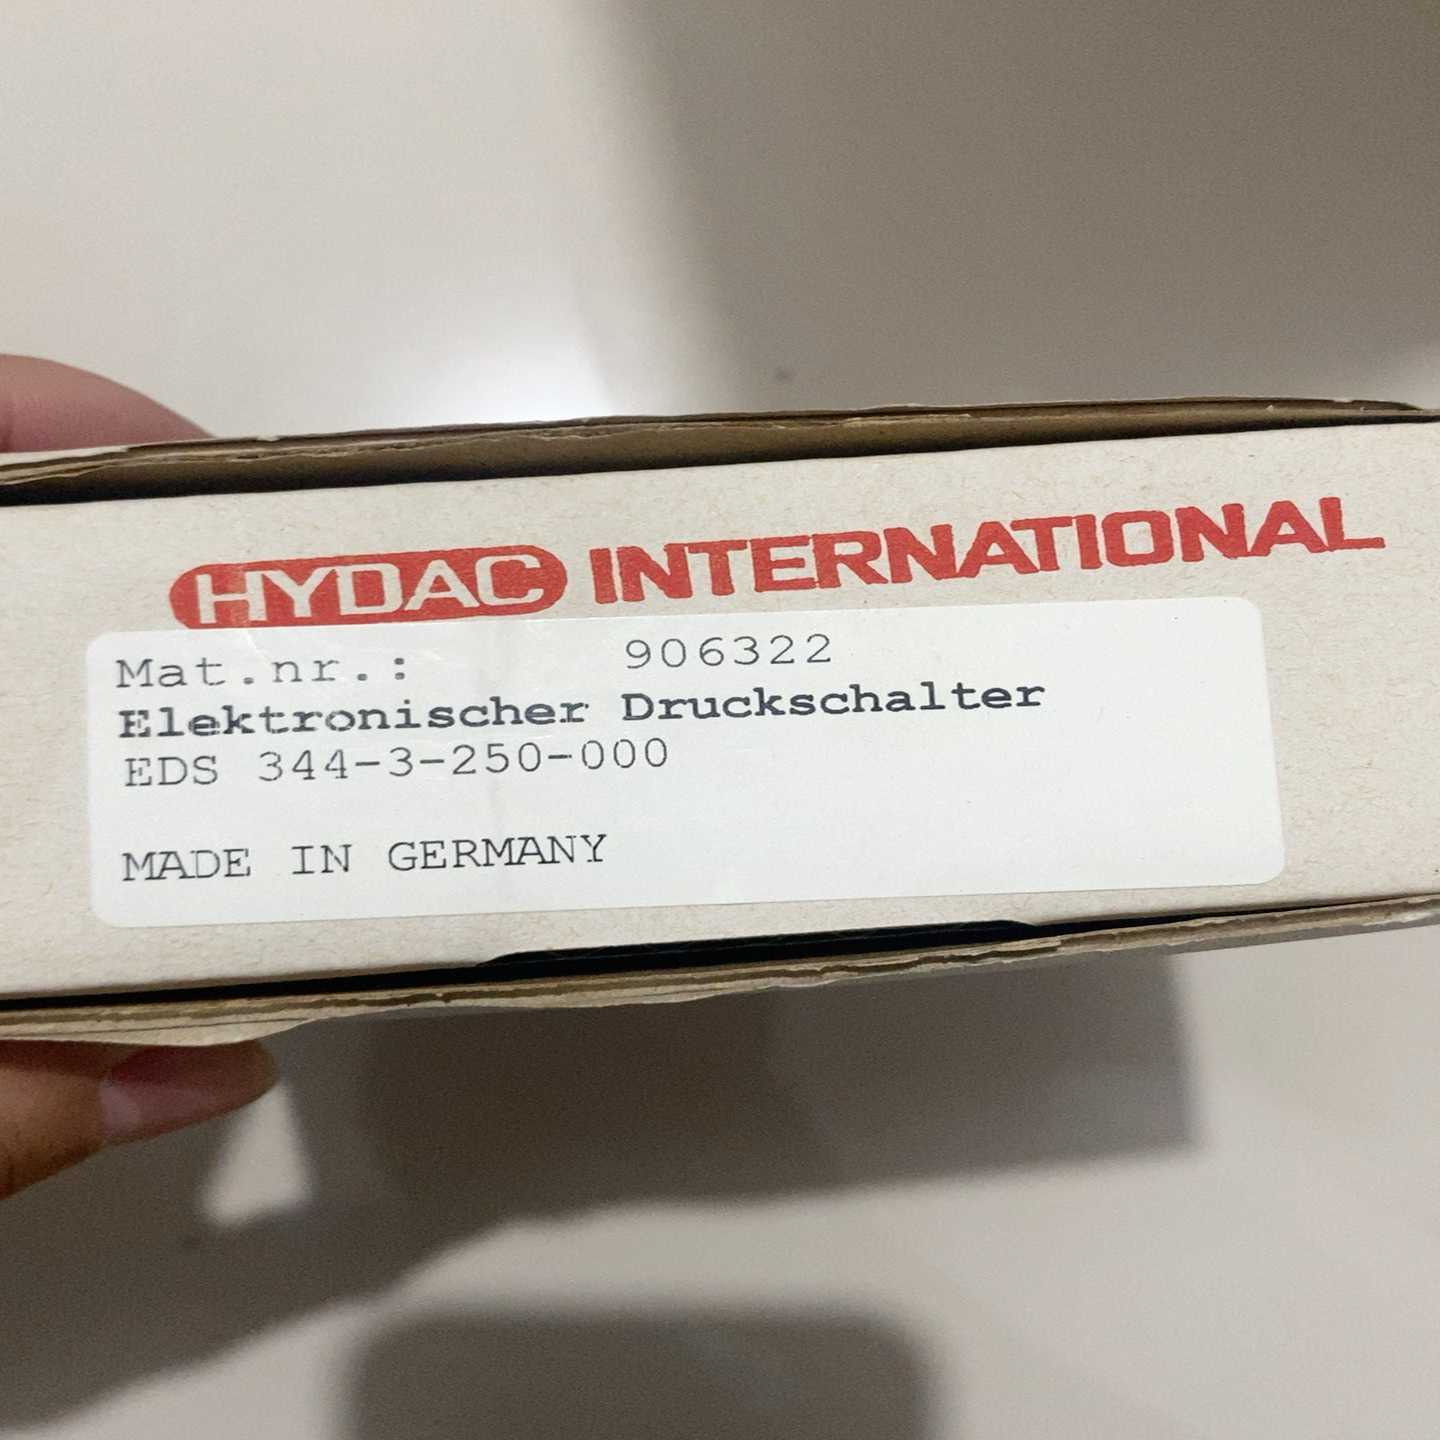 HYDAC INTERNATIONAL
Mat.nr.: 906322
Elektronischer Druckschalter
EDS 344-3-250-000
MADE IN GERMANY